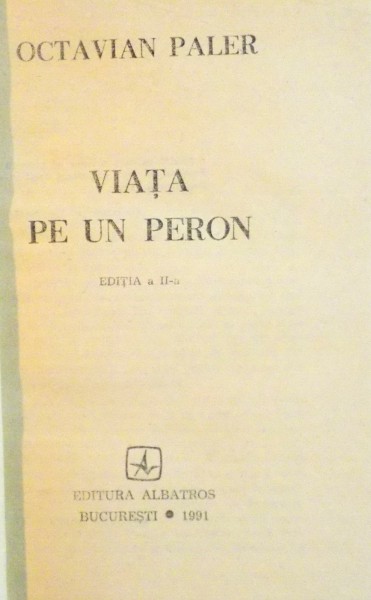 OCTAVIAN PALER
VIAȚA
PE UN PERON
EDIȚIA a II-a
EDITURA ALBATROS
BUCUREȘTI • 1991